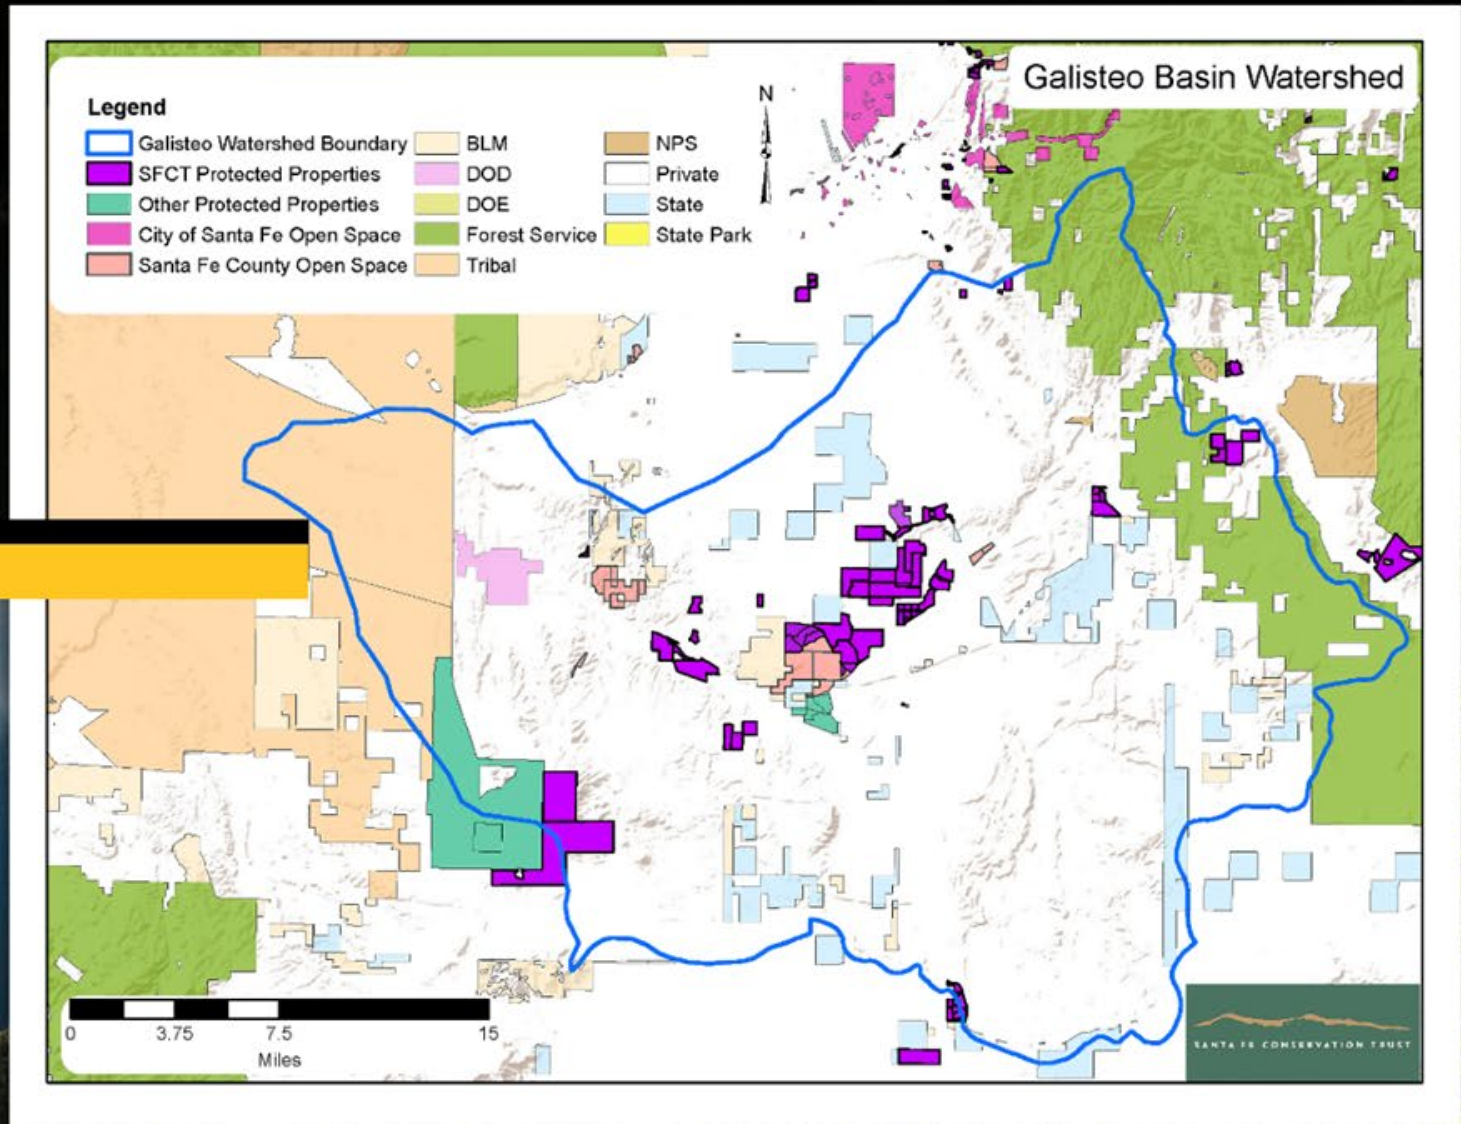 Galisteo Basin Watershed
N
Legend
Galisteo Watershed Boundary
SFCT Protected Properties
Other Protected Properties
City of Santa Fe Open Space
Santa Fe County Open Space
BLM
DOD
DOE
Forest Service
Tribal
NPS
Private
State
State Park
0 3.75 7.5 15
Miles
SANTA FE CONSERVATION TRUST